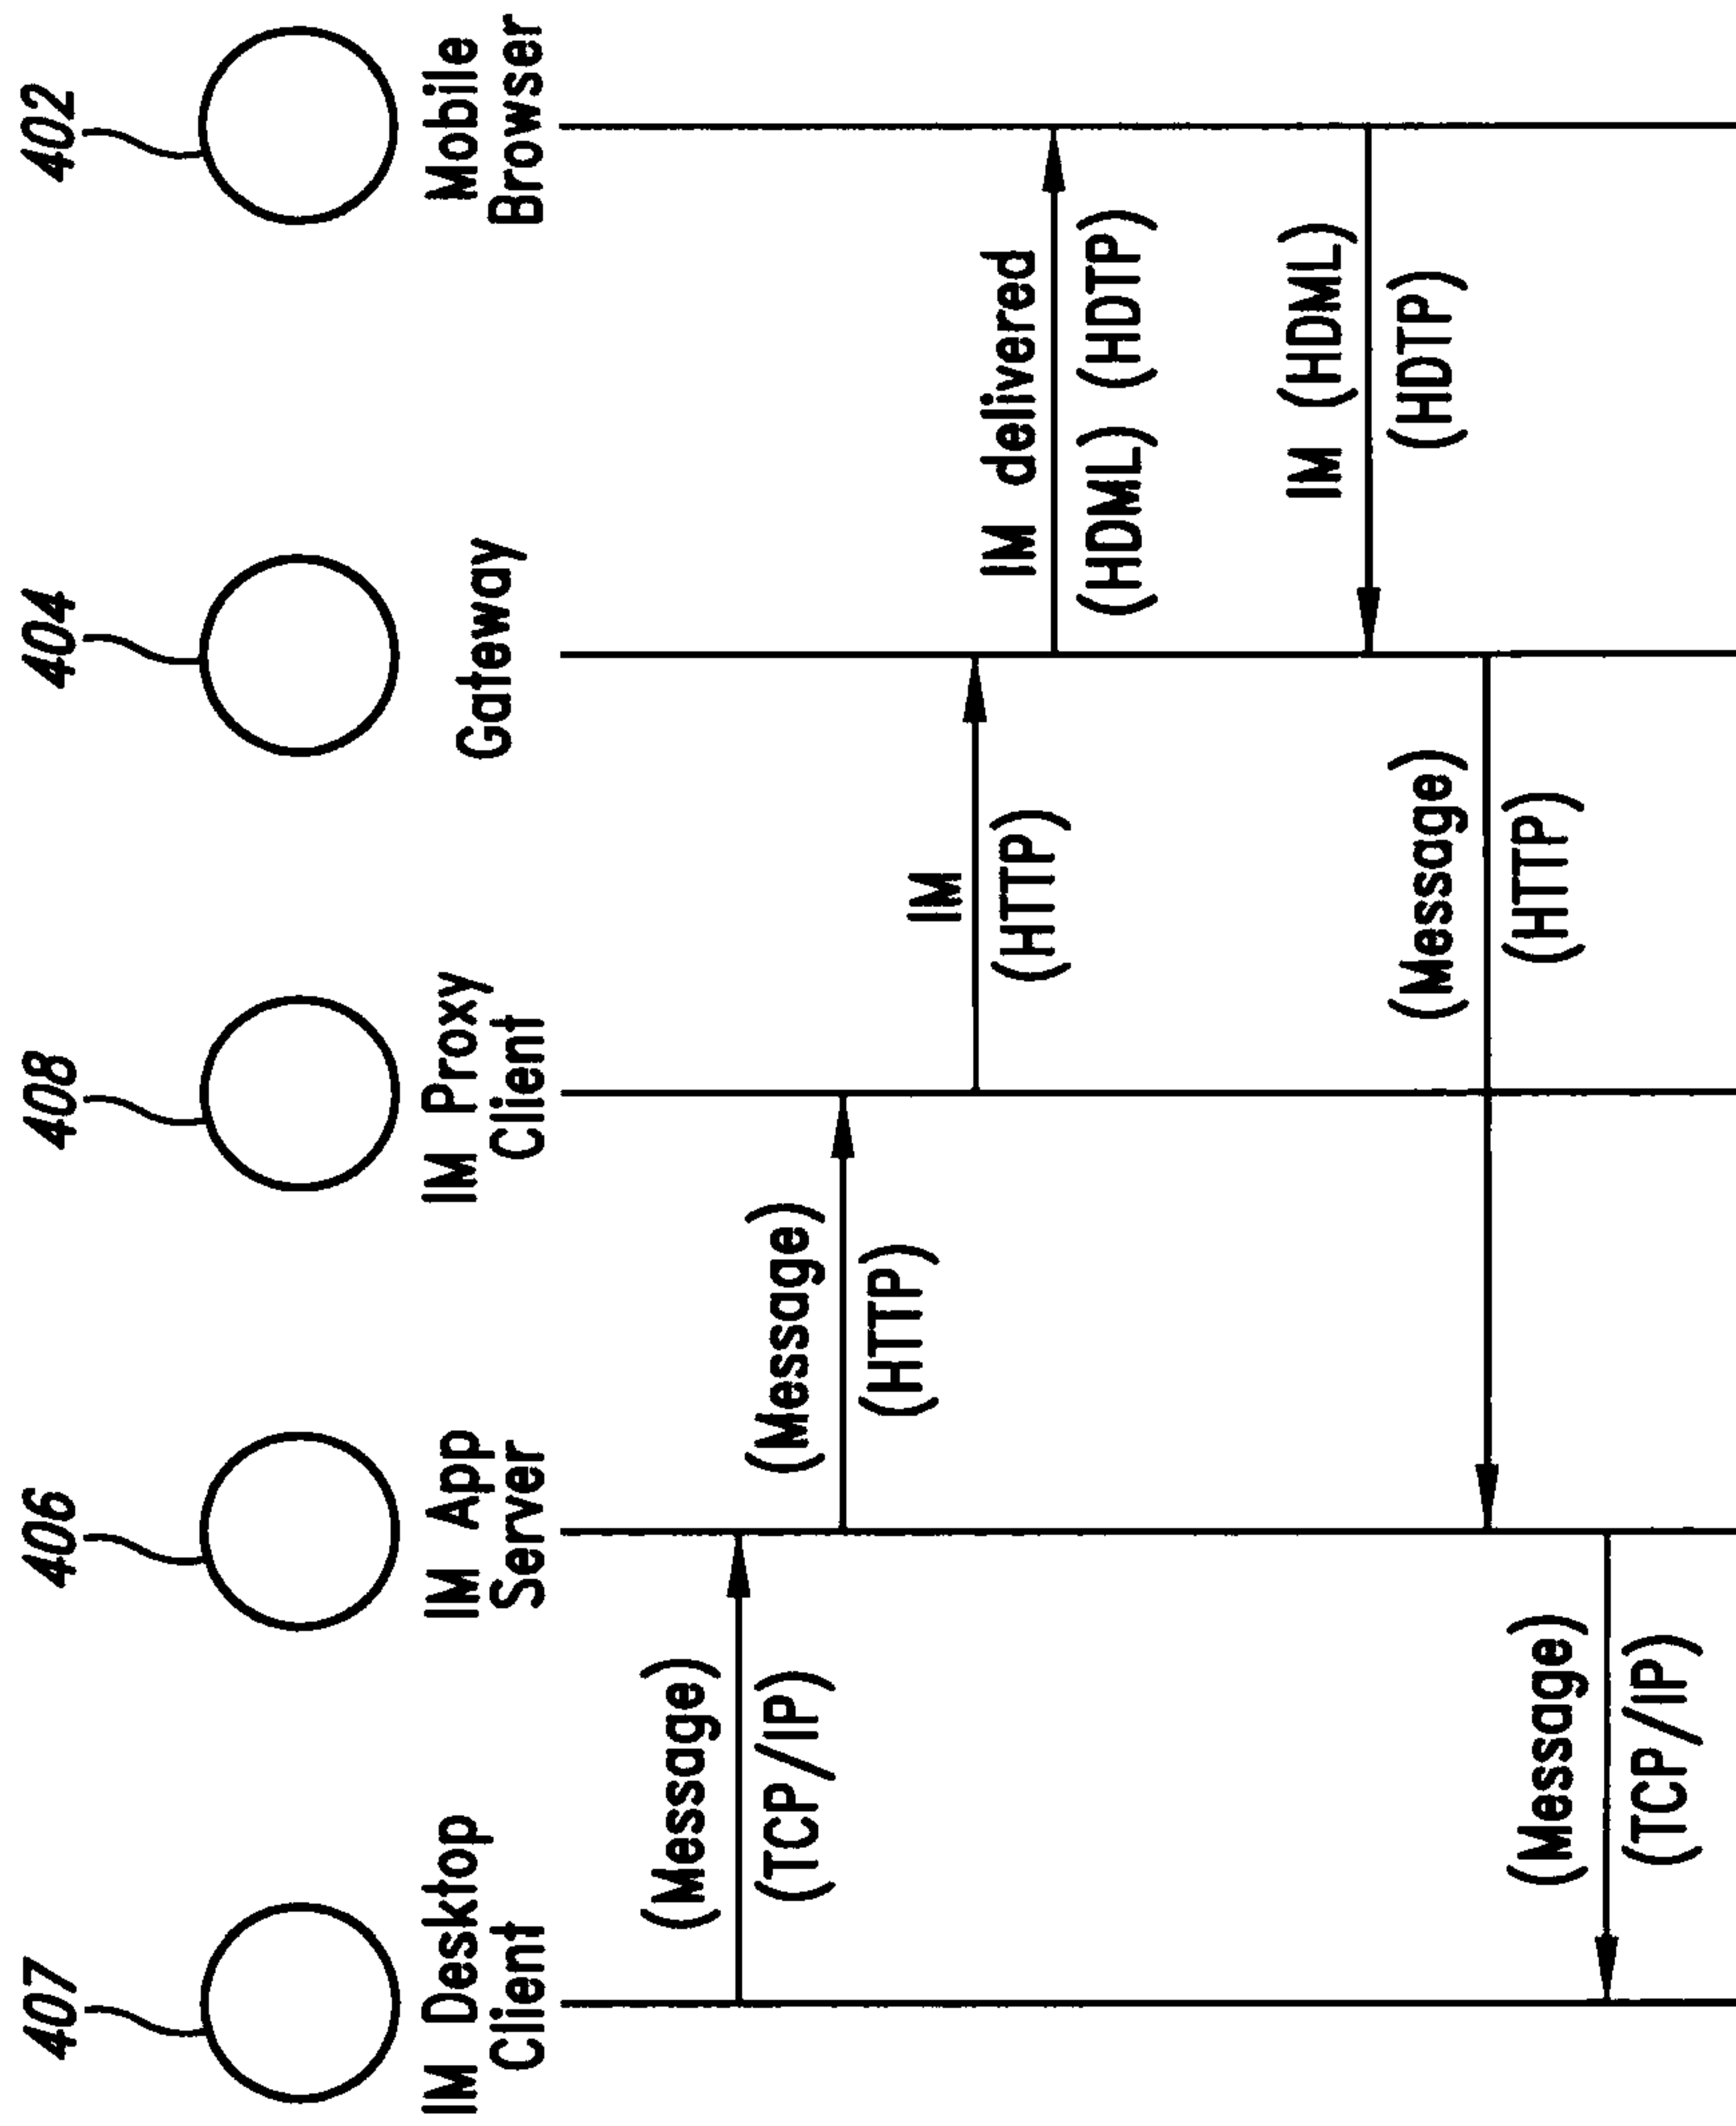 407
406
408
404
402
IM Desktop
Client
IM App
Server
IM Proxy
Client
Gateway
Mobile
Browser
(Message)
(TCP/IP)
(Message)
(HTTP)
IM
(HTTP)
IM delivered
(HDML) (HDTP)
IM (HDML)
(HDTP)
(Message)
(HTTP)
(Message)
(TCP/IP)